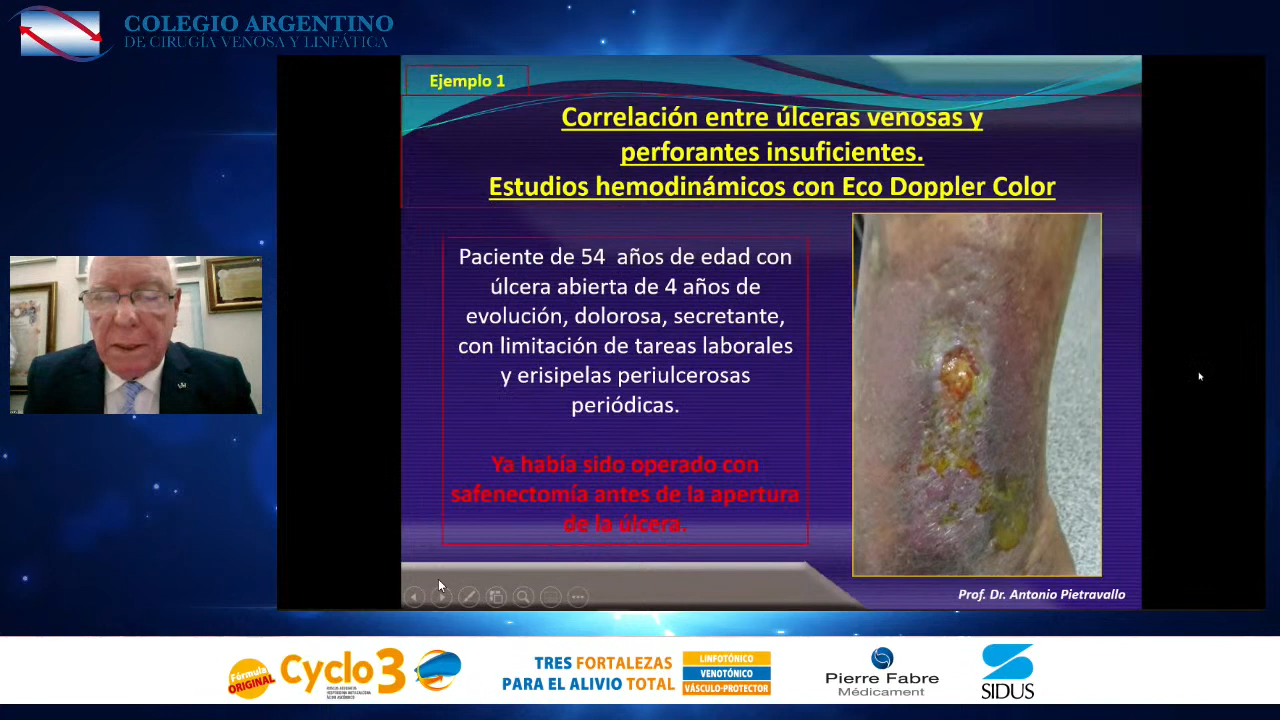 COLEGIO ARGENTINO
DE CIRUGÍA VENOSA Y LINFÁTICA
Ejemplo 1
Correlación entre úlceras venosas y
perforantes insuficientes.
Estudios hemodinámicos con Eco Doppler Color
Paciente de 54 años de edad con
úlcera abierta de 4 años de
evolución, dolorosa, secretante,
con limitación de tareas laborales
y erisipelas periulcerosas
periódicas.
Ya había sido operado con
safenectomía antes de la apertura
de la úlcera.
Prof. Dr. Antonio Pietravallo
Fórmula
ORIGINAL
Cyclo 3
TRES FORTALEZAS
PARA EL ALIVIO TOTAL
LINFOTÓNICO
VENOTÓNICO
VÁSCULO-PROTECTOR
Pierre Fabre
Médicament
SIDUS